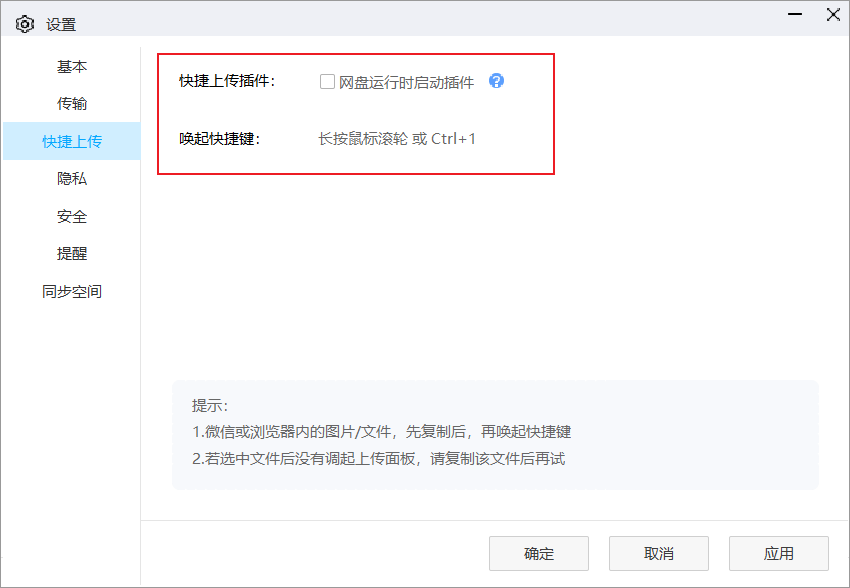 设置
基本
传输
快捷上传
隐私
安全
提醒
同步空间
快捷上传插件： 网盘运行时启动插件 ?
唤起快捷键： 长按鼠标滚轮 或 Ctrl+1
提示：
1.微信或浏览器内的图片/文件，先复制后，再唤起快捷键
2.若选中文件后没有调起上传面板，请复制该文件后再试
确定 取消 应用